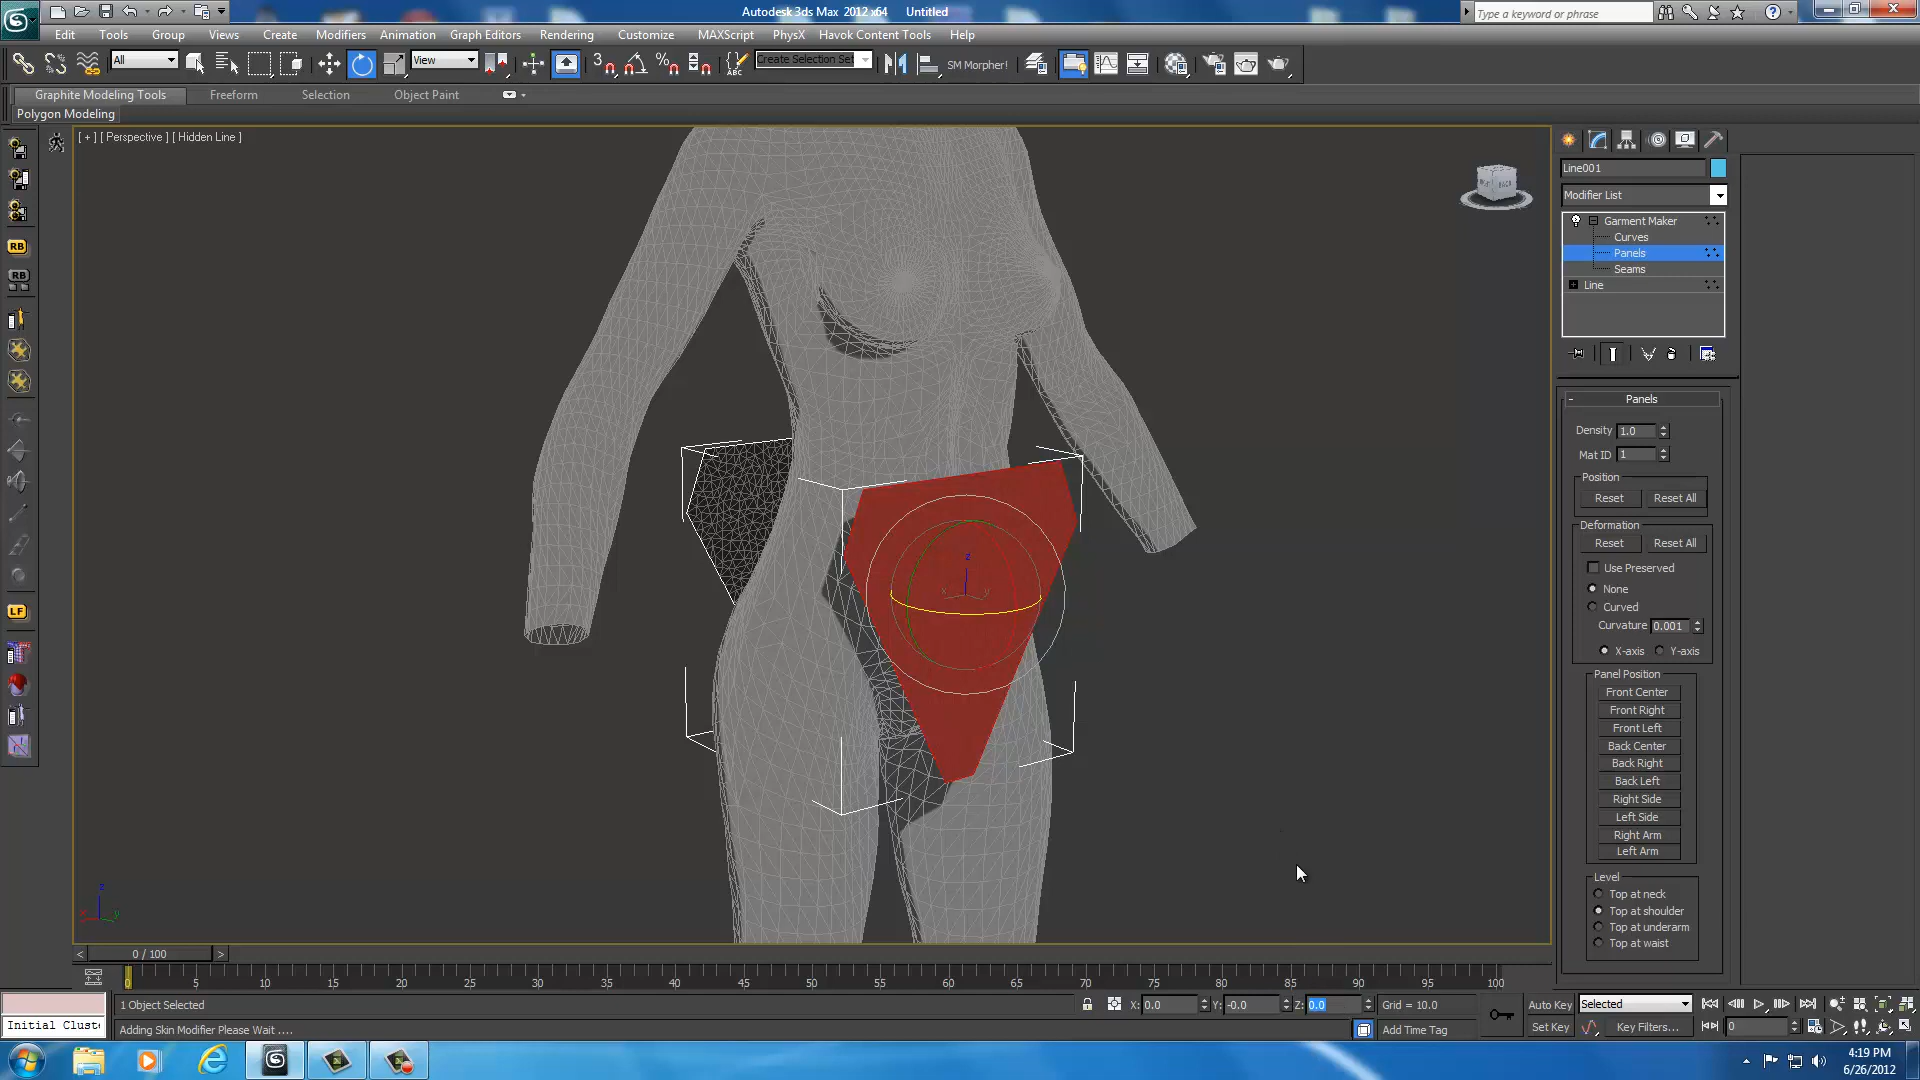 Autodesk 3ds Max 2012 x64 Untitled
Type a keyword or phrase
Edit Tools Group Views Create Modifiers Animation Graph Editors Rendering Customize MAXScript PhysX Havok Content Tools Help
All View Create Selection Set SM Morpher!
Graphite Modeling Tools Freeform Selection Object Paint
Polygon Modeling
[ + ] [ Perspective ] [ Hidden Line ]
RB
RB
LF
BACK
Line001
Modifier List
Garment Maker
Curves
Panels
Seams
Line
Panels
Density 1.0
Mat ID 1
Position
Reset Reset All
Deformation
Reset Reset All
Use Preserved
None
Curved
Curvature 0.001
X-axis Y-axis
Panel Position
Front Center
Front Right
Front Left
Back Center
Back Right
Back Left
Right Side
Left Side
Right Arm
Left Arm
Level
Top at neck
Top at shoulder
Top at underarm
Top at waist
z
x y
z
x y
< 0 / 100 >
0 5 10 15 20 25 30 35 40 45 50 55 60 65 70 75 80 85 90 95 100
1 Object Selected X: 0.0 Y: -0.0 Z: 0.0 Grid = 10.0 Auto Key Selected
Initial Cluste Adding Skin Modifier Please Wait .... Add Time Tag Set Key Key Filters... 0
4:19 PM
6/26/2012